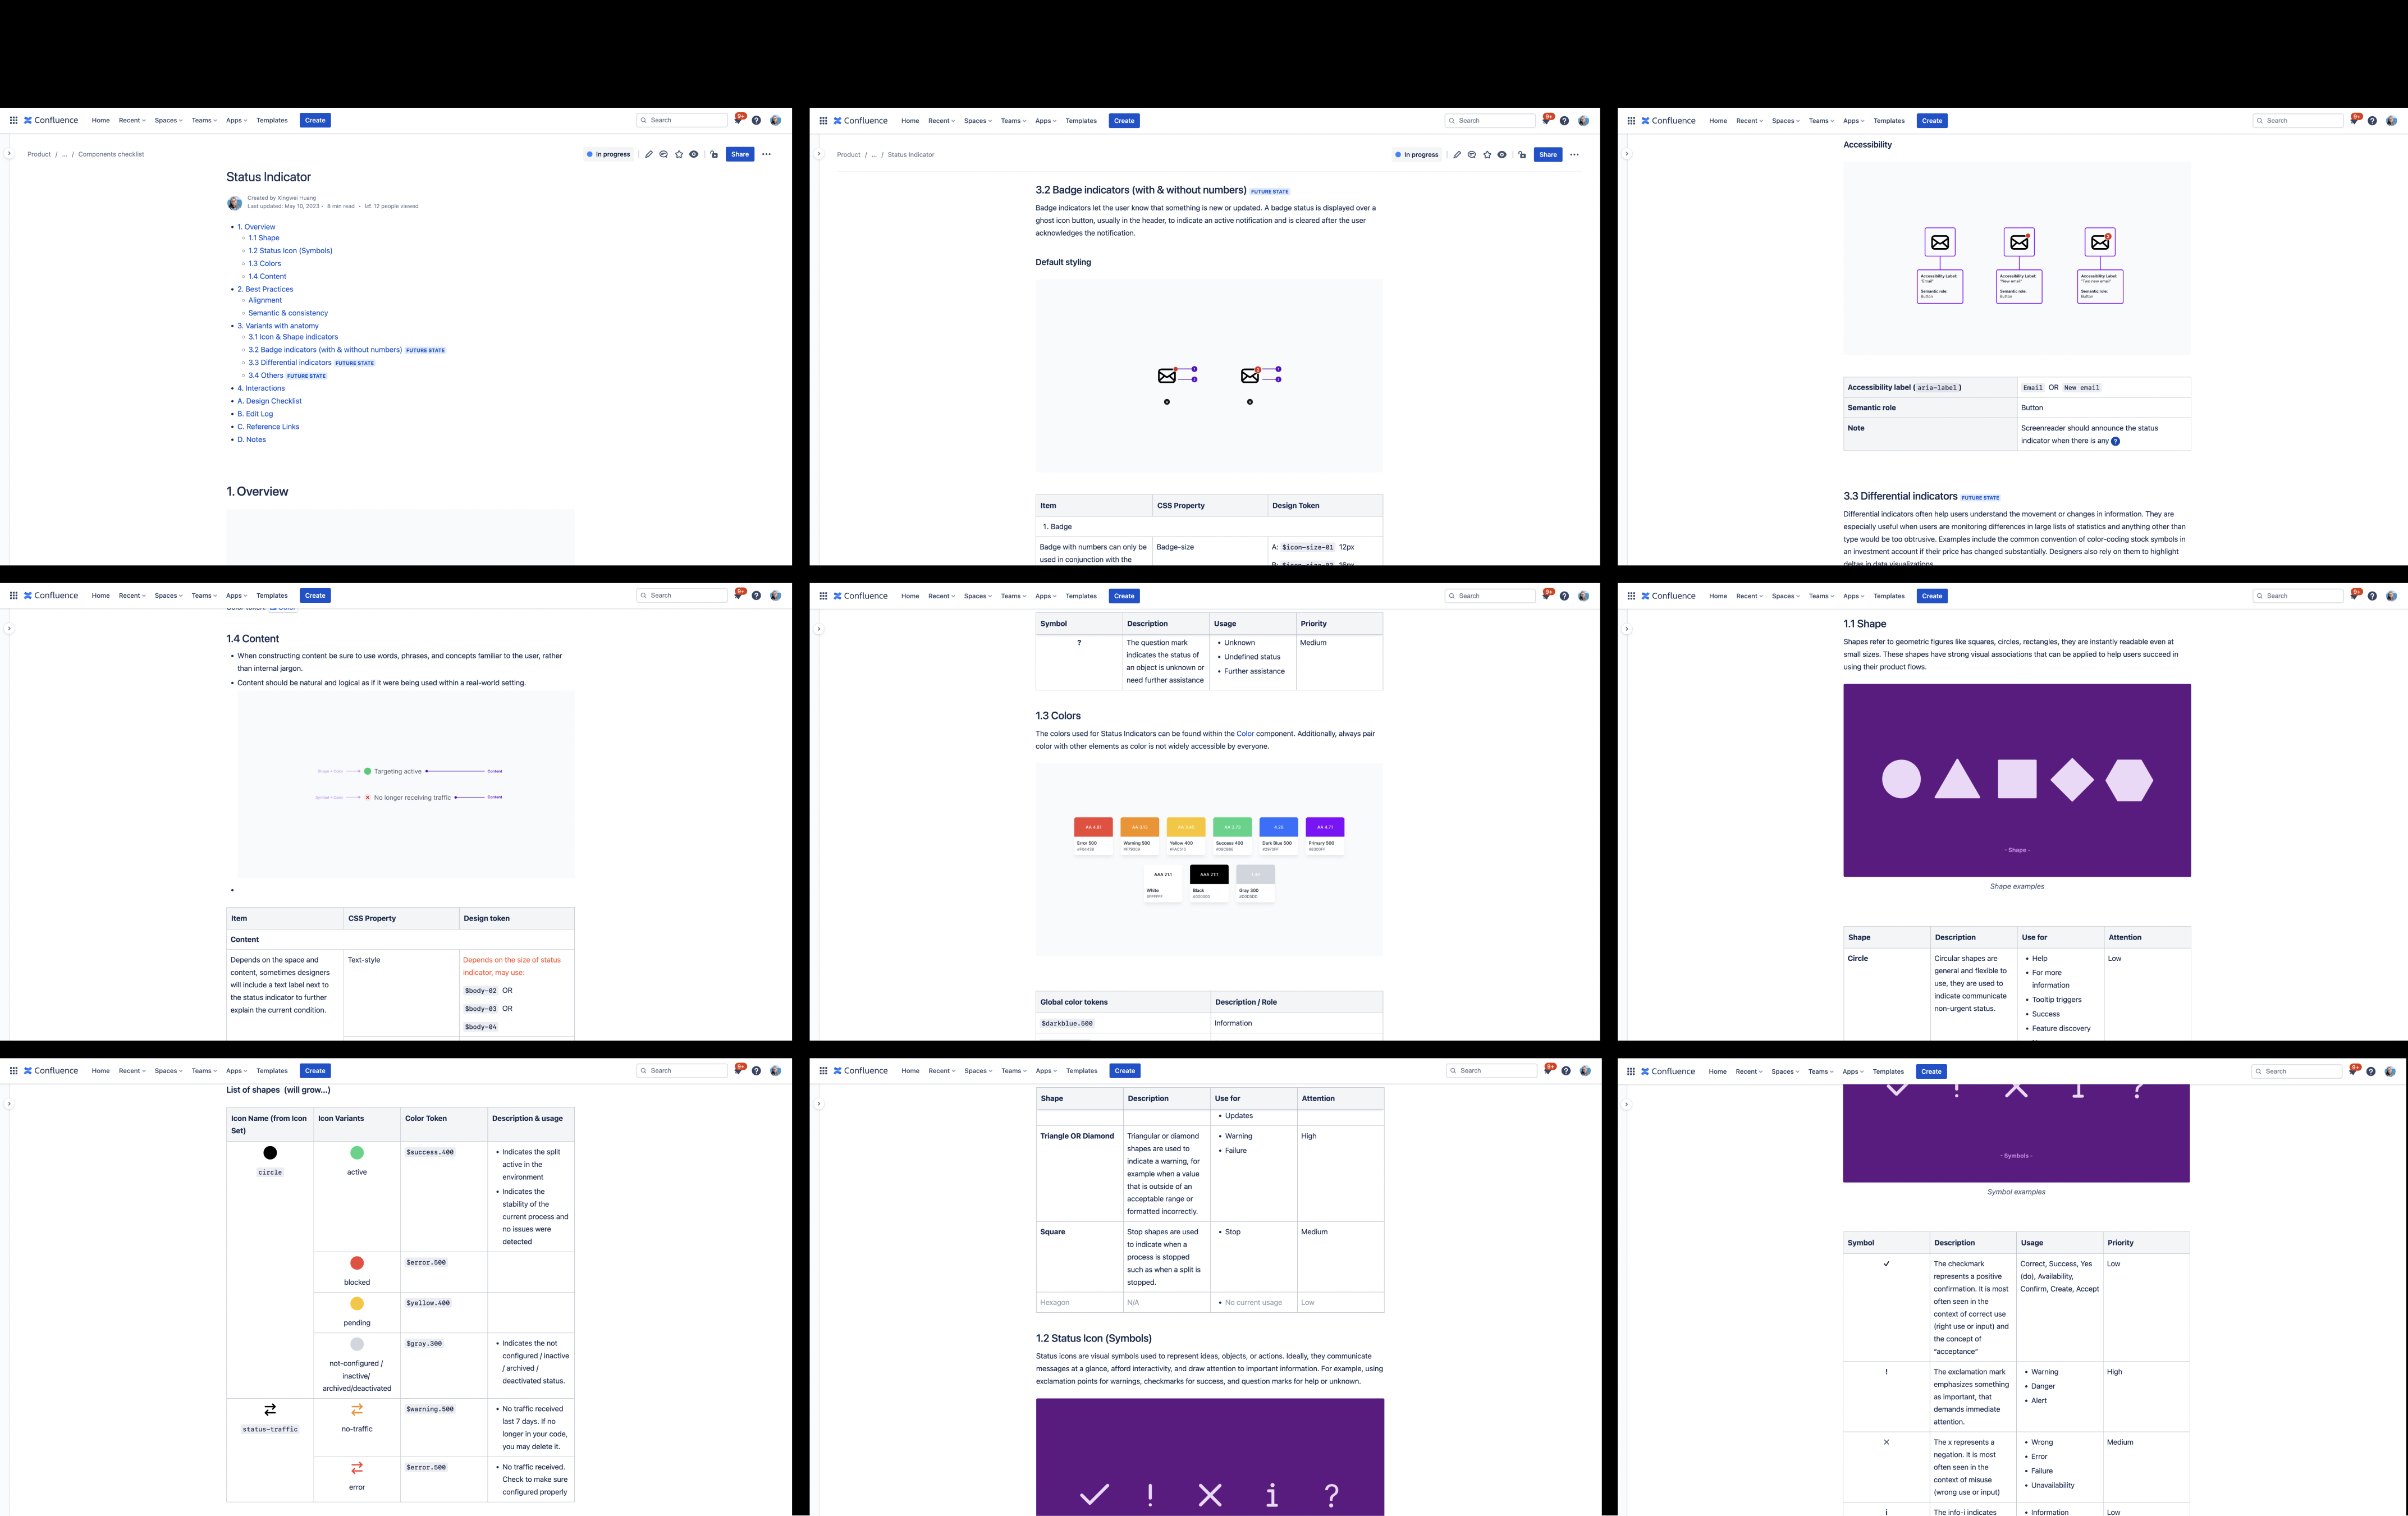 Confluence Home Recent Spaces Teams Apps Templates Create Search 9+
Product / ... / Components checklist In progress Share
Status Indicator
Created by Xingwei Huang
Last updated: May 10, 2023 • 8 min read • 12 people viewed
• 1. Overview
○ 1.1 Shape
○ 1.2 Status Icon (Symbols)
○ 1.3 Colors
○ 1.4 Content
• 2. Best Practices
○ Alignment
○ Semantic & consistency
• 3. Variants with anatomy
○ 3.1 Icon & Shape indicators
○ 3.2 Badge indicators (with & without numbers) FUTURE STATE
○ 3.3 Differential indicators FUTURE STATE
○ 3.4 Others FUTURE STATE
• 4. Interactions
• A. Design Checklist
• B. Edit Log
• C. Reference Links
• D. Notes
1. Overview
Confluence Home Recent Spaces Teams Apps Templates Create Search 9+
Product / ... / Status Indicator In progress Share
3.2 Badge indicators (with & without numbers) FUTURE STATE
Badge indicators let the user know that something is new or updated. A badge status is displayed over a
ghost icon button, usually in the header, to indicate an active notification and is cleared after the user
acknowledges the notification.
Default styling
Item CSS Property Design Token
1. Badge
Badge with numbers can only be Badge-size A: $icon-size-01 12px
used in conjunction with the
Confluence Home Recent Spaces Teams Apps Templates Create Search 9+
Accessibility
Accessibility Label: Accessibility Label: Accessibility Label:
"Email" "New email" "Two new email"
Semantic role: Semantic role: Semantic role:
Button Button Button
Accessibility label ( aria-label ) Email OR New email
Semantic role Button
Note Screenreader should announce the status
indicator when there is any ?
3.3 Differential indicators FUTURE STATE
Differential indicators often help users understand the movement or changes in information. They are
especially useful when users are monitoring differences in large lists of statistics and anything other than
type would be too obtrusive. Examples include the common convention of color-coding stock symbols in
an investment account if their price has changed substantially. Designers also rely on them to highlight
deltas in data visualizations
Confluence Home Recent Spaces Teams Apps Templates Create Search 9+
1.4 Content
• When constructing content be sure to use words, phrases, and concepts familiar to the user, rather
than internal jargon.
• Content should be natural and logical as if it were being used within a real-world setting.
Shape + Color Targeting active Content
Symbol + Color No longer receiving traffic Content
Item CSS Property Design token
Content
Depends on the space and Text-style Depends on the size of status
content, sometimes designers indicator, may use:
will include a text label next to $body-02 OR
the status indicator to further $body-03 OR
explain the current condition. $body-04
Confluence Home Recent Spaces Teams Apps Templates Create Search 9+
Symbol Description Usage Priority
? The question mark • Unknown Medium
indicates the status of • Undefined status
an object is unknown or • Further assistance
need further assistance
1.3 Colors
The colors used for Status Indicators can be found within the Color component. Additionally, always pair
color with other elements as color is not widely accessible by everyone.
Error 500 Warning 500 Yellow 400 Success 400 Dark Blue 500 Primary 500
AAA 21.1 AAA 21.1
White Black Gray 300
#FFFFFF #000000
Global color tokens Description / Role
$darkblue.500 Information
Confluence Home Recent Spaces Teams Apps Templates Create Search 9+
1.1 Shape
Shapes refer to geometric figures like squares, circles, rectangles, they are instantly readable even at
small sizes. These shapes have strong visual associations that can be applied to help users succeed in
using their product flows.
- Shape -
Shape examples
Shape Description Use for Attention
Circle Circular shapes are • Help Low
general and flexible to • For more
use, they are used to information
indicate communicate • Tooltip triggers
non-urgent status. • Success
• Feature discovery
Confluence Home Recent Spaces Teams Apps Templates Create Search 9+
List of shapes (will grow...)
Icon Name (from Icon Icon Variants Color Token Description & usage
Set)
circle active $success.400 • Indicates the split
active in the
environment
• Indicates the
stability of the
current process and
no issues were
detected
blocked $error.500
pending $yellow.400
not-configured / $gray.300 • Indicates the not
inactive/ configured / inactive
archived/deactivated / archived /
deactivated status.
status-traffic no-traffic $warning.500 • No traffic received
last 7 days. If no
longer in your code,
you may delete it.
error $error.500 • No traffic received.
Check to make sure
configured properly
Confluence Home Recent Spaces Teams Apps Templates Create Search 9+
Shape Description Use for Attention
• Updates
Triangle OR Diamond Triangular or diamond • Warning High
shapes are used to • Failure
indicate a warning, for
example when a value
that is outside of an
acceptable range or
formatted incorrectly.
Square Stop shapes are used • Stop Medium
to indicate when a
process is stopped
such as when a split is
stopped.
Hexagon N/A • No current usage Low
1.2 Status Icon (Symbols)
Status icons are visual symbols used to represent ideas, objects, or actions. Ideally, they communicate
messages at a glance, afford interactivity, and draw attention to important information. For example, using
exclamation points for warnings, checkmarks for success, and question marks for help or unknown.
! i ?
Confluence Home Recent Spaces Teams Apps Templates Create Search 9+
- Symbols -
Symbol examples
Symbol Description Usage Priority
✓ The checkmark Correct, Success, Yes Low
represents a positive (do), Availability,
confirmation. It is most Confirm, Create, Accept
often seen in the
context of correct use
(right use or input) and
the concept of
"acceptance"
! The exclamation mark • Warning High
emphasizes something • Danger
as important, that • Alert
demands immediate
attention.
× The x represents a • Wrong Medium
negation. It is most • Error
often seen in the • Failure
context of misuse • Unavailability
(wrong use or input)
i The info-i indicates • Information Low